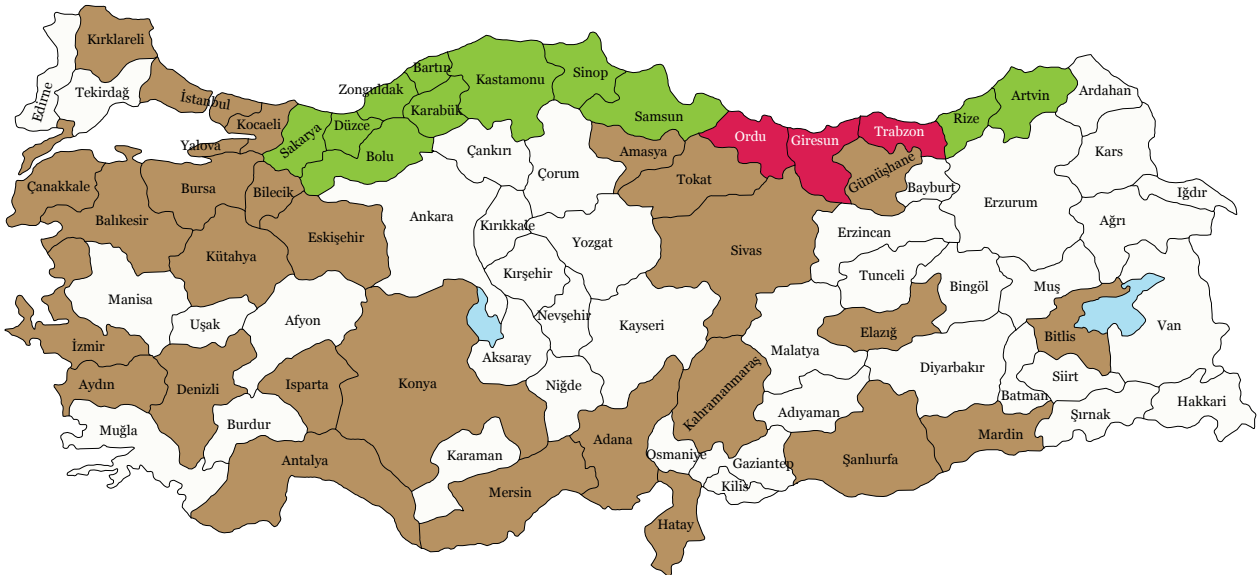 Kırklareli
Edirne
Tekirdağ
İstanbul
Kocaeli
Yalova
Sakarya
Düzce
Bolu
Zonguldak
Bartın
Karabük
Kastamonu
Sinop
Samsun
Çankırı
Çorum
Amasya
Tokat
Ordu
Giresun
Trabzon
Gümüşhane
Bayburt
Rize
Artvin
Ardahan
Kars
Iğdır
Ağrı
Erzurum
Erzincan
Çanakkale
Balıkesir
Bursa
Bilecik
Kütahya
Eskişehir
Ankara
Kırıkkale
Kırşehir
Yozgat
Sivas
Tunceli
Bingöl
Muş
Bitlis
Van
Manisa
Uşak
Afyon
İzmir
Aydın
Denizli
Isparta
Burdur
Muğla
Antalya
Konya
Aksaray
Nevşehir
Niğde
Kayseri
Karaman
Mersin
Adana
Osmaniye
Hatay
Kahramanmaraş
Malatya
Elazığ
Adıyaman
Gaziantep
Kilis
Şanlıurfa
Diyarbakır
Mardin
Batman
Siirt
Şırnak
Hakkari